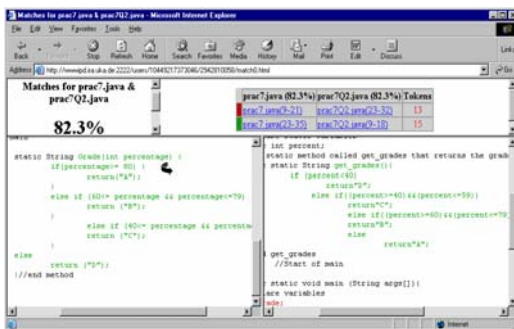 Matches for prac7.java & prac7Q2.java - Microsoft Internet Explorer
File Edit View Favorites Tools Help
Back Stop Refresh Home Search Favorites Media History Mail Print Edit Discuss
Links
Address
Go
Matches for prac7.java &
prac7Q2.java
82.3%
prac7.java (82.3%) prac7Q2.java (82.3%) Tokens
prac7.java(9-21) prac7Q2.java(23-32) 13
prac7.java(23-35) prac7Q2.java(9-18) 15
main
static String Grade(int percentage) {
if(percentage>= 80) {
return("A");
}
else if (60<= percentage && percentage<=79)
return ("B");
}
else if (40<= percentage && percenta
return ("C");
}
else
return ("D");
}//end method
int percent;
static method called get_grades that returns the grad
static String get_grades(){
if (percent<40)
return"D";
else if((percent>=40)&&(percent<=59))
return"C";
else if((percent>=60)&&(percent<=79
return"B";
else
return"A";
d get_grades
//Start of main
static void main (String args[]){
are variables
ade;
Internet